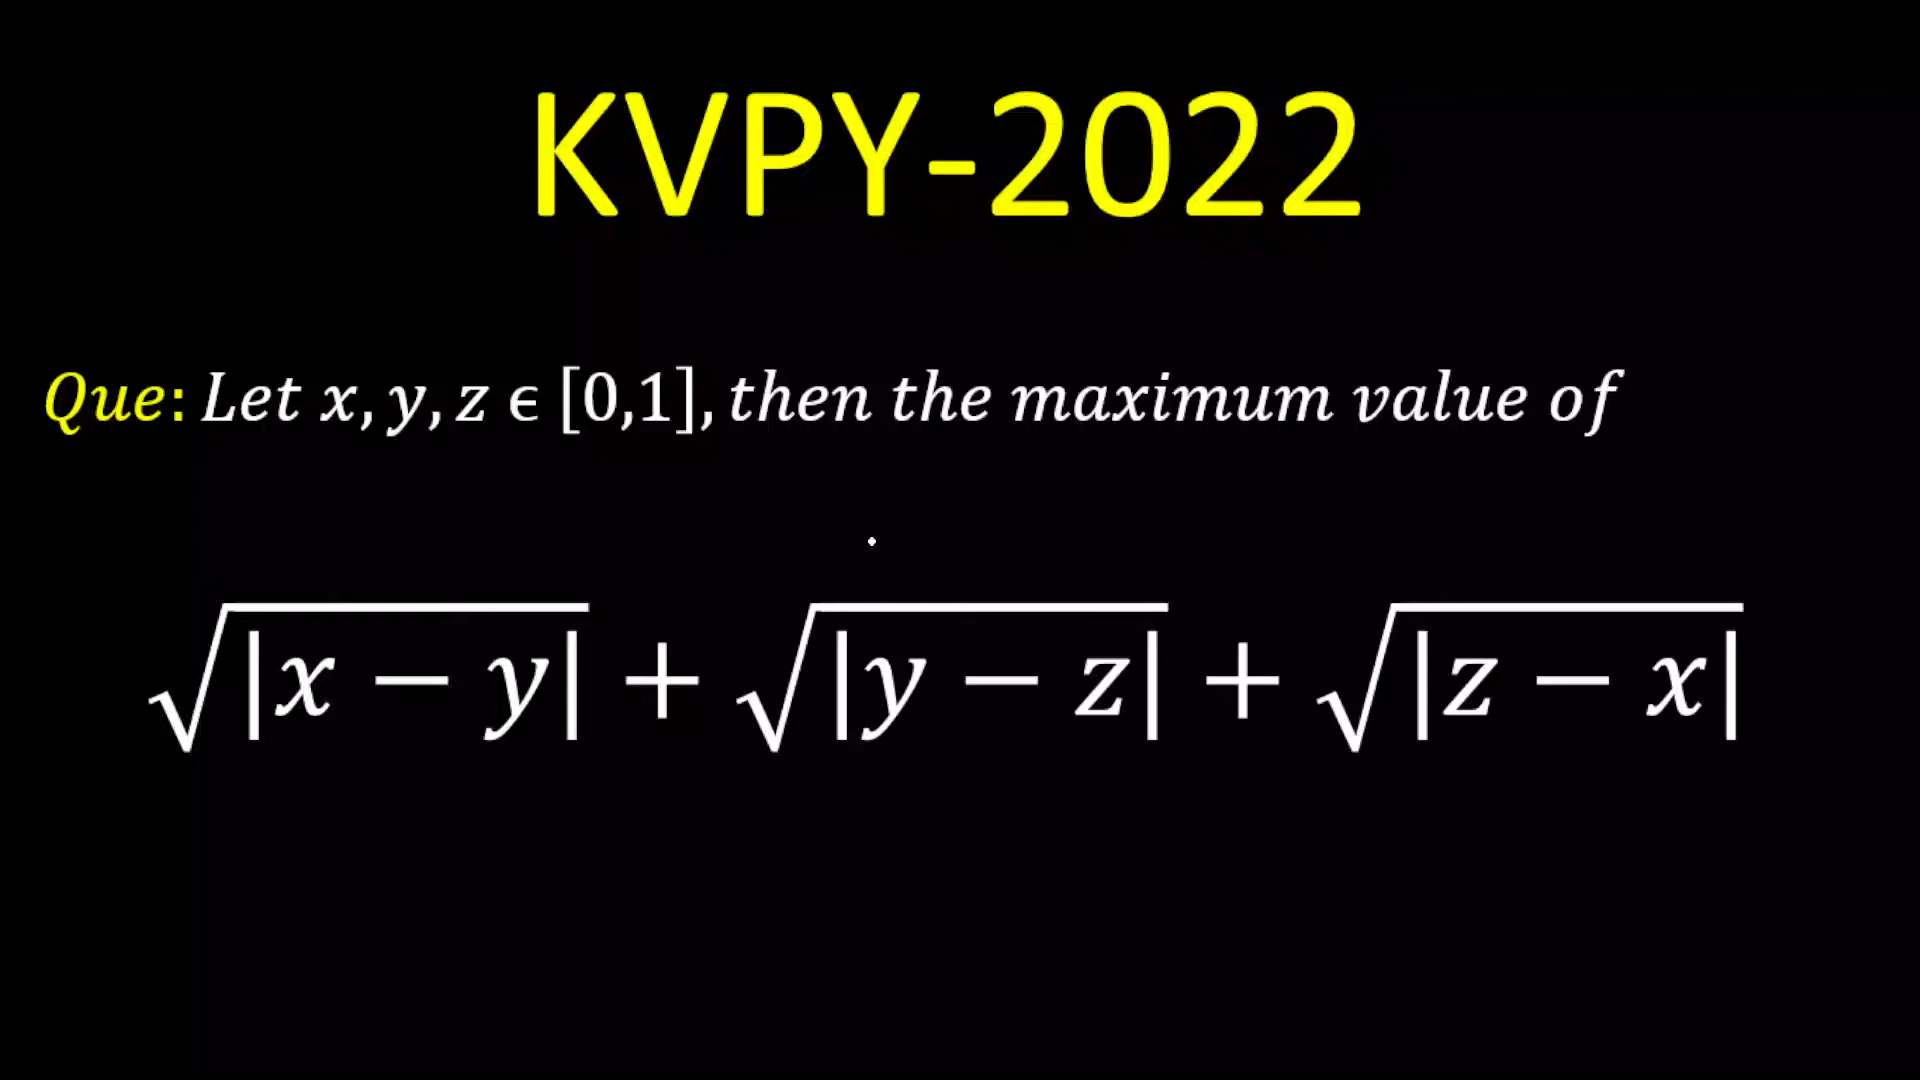 KVPY-2022
Que: Let x, y, z ϵ [0,1], then the maximum value of
√|x − y| + √|y − z| + √|z − x|